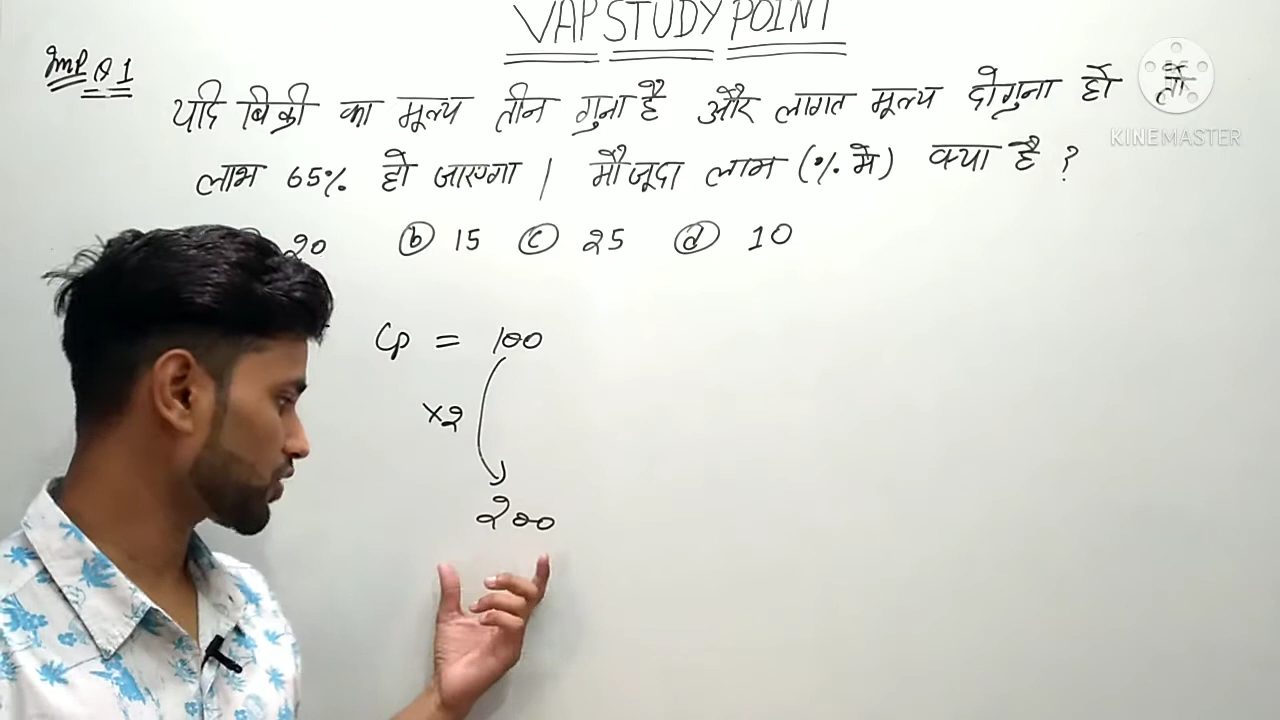 VAP STUDY POINT
Imp Q 1
यदि बिक्री का मूल्य तीन गुना है और लागत मूल्य दोगुना हो तो
लाभ 65% हो जाएगा | मौजूदा लाभ (% में) क्या है ?
20 ⓑ 15 ⓒ 25 ⓓ 10
CP = 100
×2
200
KINEMASTER